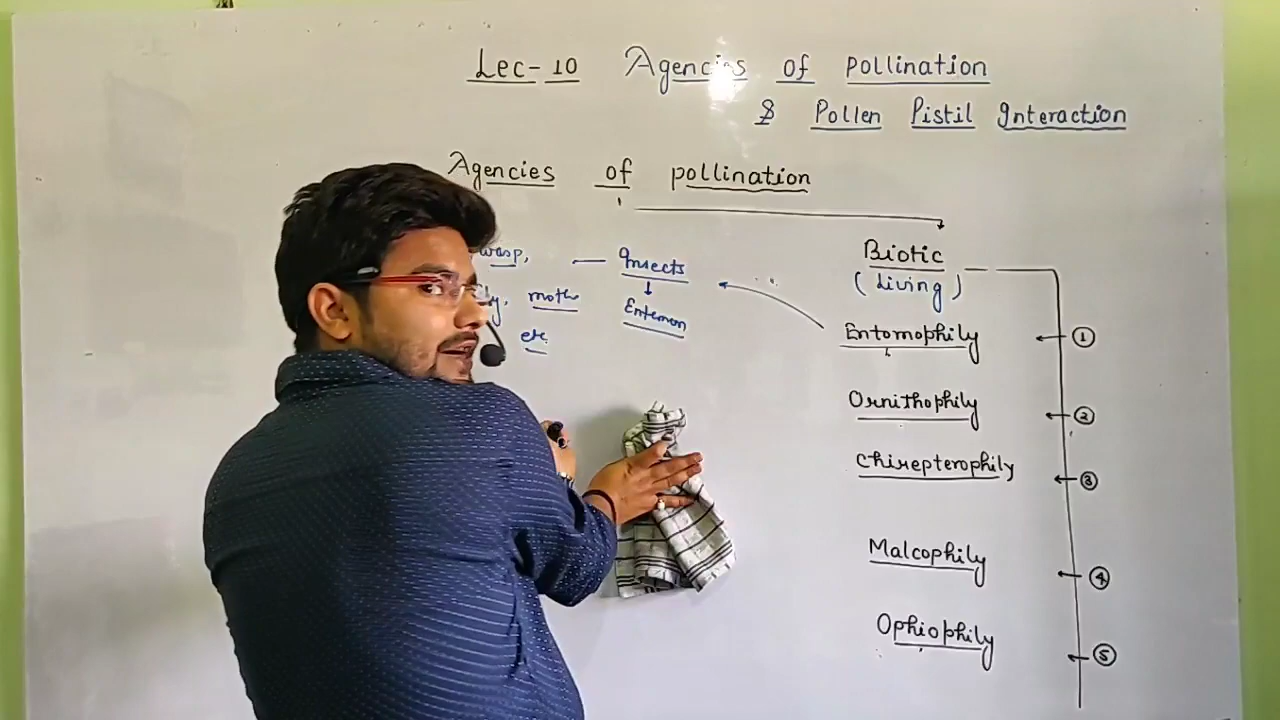 Lec-10 Agencies of pollination
& Pollen Pistil Interaction
Agencies of pollination
Biotic
(Living)
wasp, — Insects
moth
Entemon
etc.
Entomophily ①
Ornithophily ②
Chirepterophily ③
Malcophily ④
Ophiophily ⑤